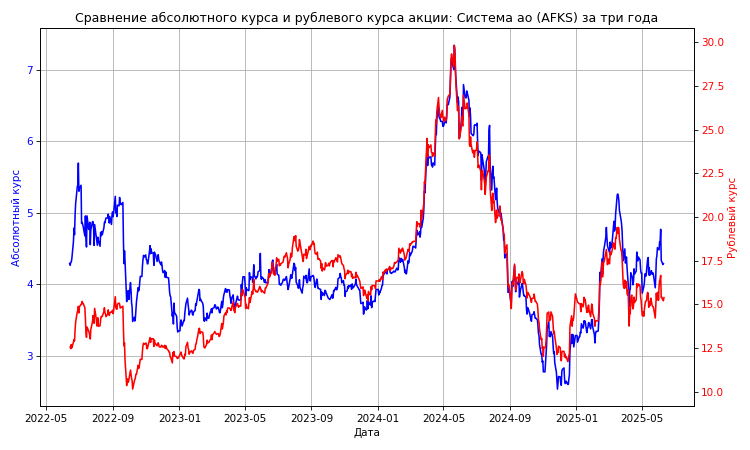 Сравнение абсолютного курса и рублевого курса акции: Система ао (AFKS) за три года
Абсолютный курс
7
6
5
4
3
30.0
27.5
25.0
22.5
20.0
17.5
15.0
12.5
10.0
Рублевый курс
2022-05 2022-09 2023-01 2023-05 2023-09 2024-01 2024-05 2024-09 2025-01 2025-05
Дата